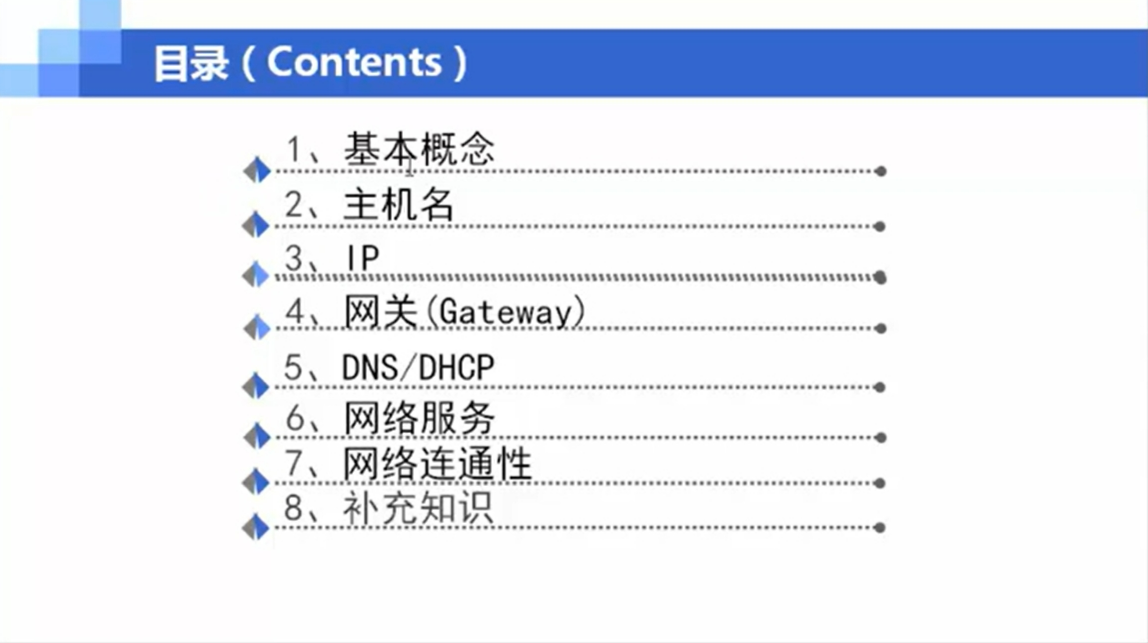 目录（Contents）
1、基本概念
2、主机名
3、IP
4、网关(Gateway)
5、DNS/DHCP
6、网络服务
7、网络连通性
8、补充知识